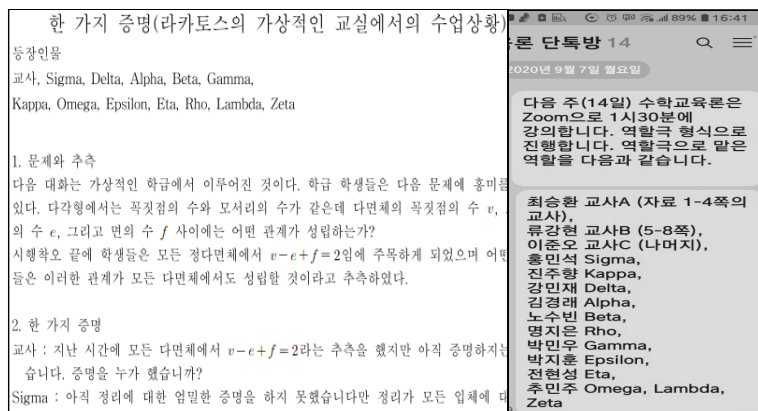 한 가지 증명(라카토스의 가상적인 교실에서의 수업상황)
등장인물
교사, Sigma, Delta, Alpha, Beta, Gamma,
Kappa, Omega, Epsilon, Eta, Rho, Lambda, Zeta
1. 문제와 추측
다음 대화는 가상적인 학급에서 이루어진 것이다. 학급 학생들은 다음 문제에 흥미를
있다. 다각형에서는 꼭짓점의 수와 모서리의 수가 같은데 다면체의 꼭짓점의 수 v,
의 수 e, 그리고 면의 수 f 사이에는 어떤 관계가 성립하는가?
시행착오 끝에 학생들은 모든 정다면체에서 v-e+f=2임에 주목하게 되었으며 어떤
들은 이러한 관계가 모든 다면체에서도 성립할 것이라고 추측하였다.
2. 한 가지 증명
교사 : 지난 시간에 모든 다면체에서 v-e+f=2라는 추측을 했지만 아직 증명하지는
습니다. 증명을 누가 했습니까?
Sigma : 아직 정리에 대한 엄밀한 증명을 하지 못했습니다만 정리가 모든 입체에 대
89% 16:41
론 단톡방 14
2020년 9월 7일 월요일
다음 주(14일) 수학교육론은
Zoom으로 1시30분에
강의합니다. 역할극 형식으로
진행합니다. 역할극으로 맡은
역할을 다음과 같습니다.
최승환 교사A (자료 1-4쪽의
교사),
류강현 교사B (5-8쪽),
이준오 교사C (나머지),
홍민석 Sigma,
진주향 Kappa,
강민재 Delta,
김경래 Alpha,
노수빈 Beta,
명지은 Rho,
박민우 Gamma,
박지훈 Epsilon,
전현성 Eta,
추민주 Omega, Lambda,
Zeta